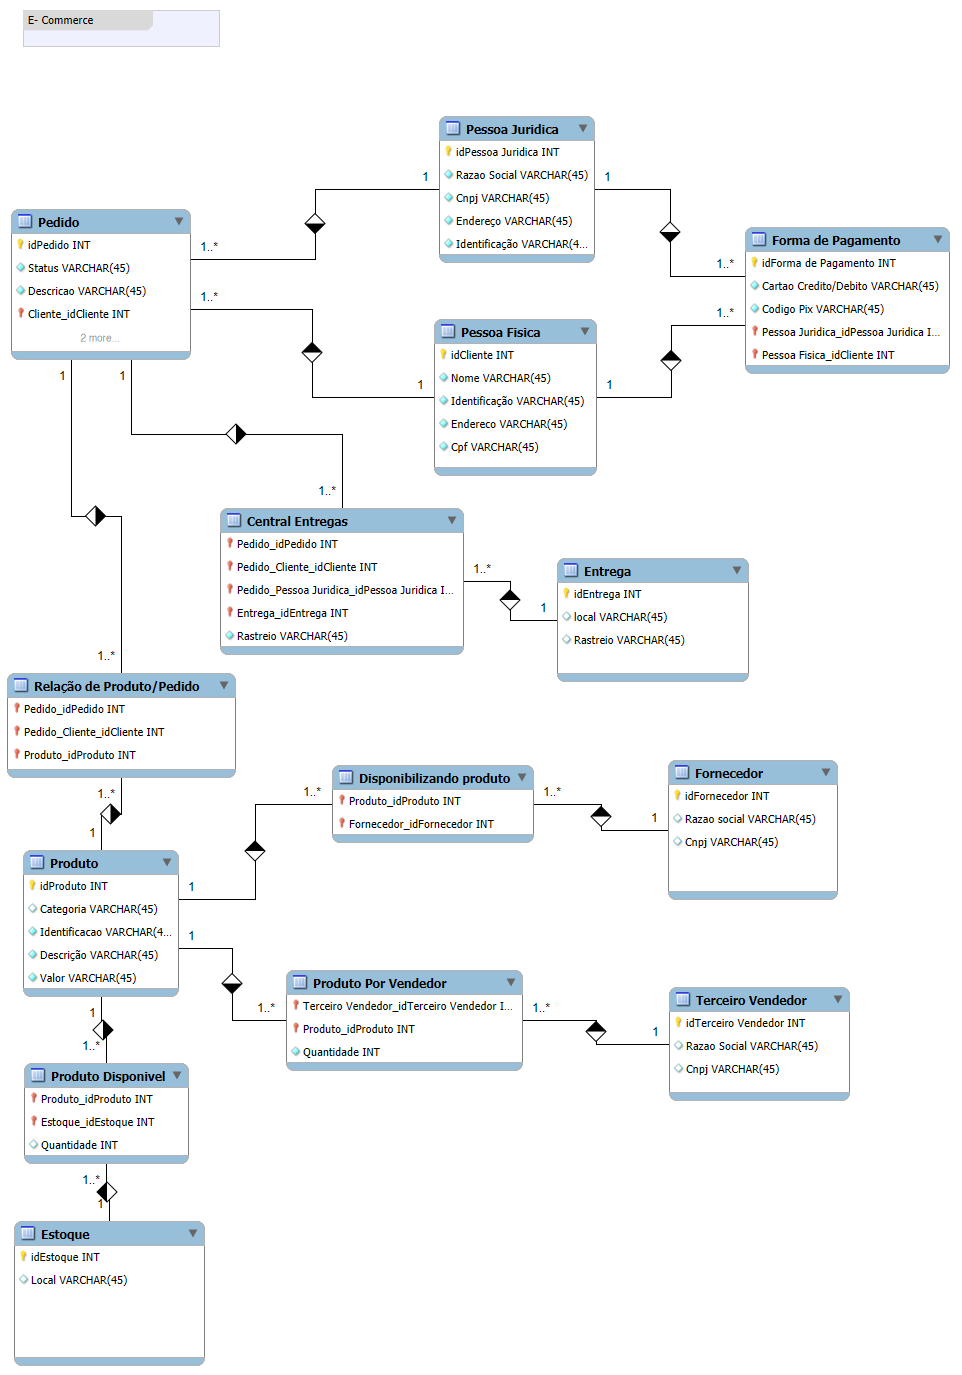 E- Commerce
Pessoa Juridica
idPessoa Juridica INT
Razao Social VARCHAR(45)
Cnpj VARCHAR(45)
Endereço VARCHAR(45)
Identificação VARCHAR(4...
1
1
1..*
1..*
Pedido
idPedido INT
Status VARCHAR(45)
Descricao VARCHAR(45)
Cliente_idCliente INT
2 more...
Forma de Pagamento
idForma de Pagamento INT
Cartao Credito/Debito VARCHAR(45)
Codigo Pix VARCHAR(45)
Pessoa Juridica_idPessoa Juridica I...
Pessoa Fisica_idCliente INT
1..*
1..*
Pessoa Fisica
idCliente INT
Nome VARCHAR(45)
Identificação VARCHAR(45)
Endereco VARCHAR(45)
Cpf VARCHAR(45)
1
1
1
1
1..*
Central Entregas
Pedido_idPedido INT
Pedido_Cliente_idCliente INT
Pedido_Pessoa Juridica_idPessoa Juridica I...
Entrega_idEntrega INT
Rastreio VARCHAR(45)
1..*
1
Entrega
idEntrega INT
local VARCHAR(45)
Rastreio VARCHAR(45)
1..*
Relação de Produto/Pedido
Pedido_idPedido INT
Pedido_Cliente_idCliente INT
Produto_idProduto INT
1..*
1
Disponibilizando produto
Produto_idProduto INT
Fornecedor_idFornecedor INT
1..*
1..*
1
Fornecedor
idFornecedor INT
Razao social VARCHAR(45)
Cnpj VARCHAR(45)
Produto
idProduto INT
Categoria VARCHAR(45)
Identificacao VARCHAR(4...
Descrição VARCHAR(45)
Valor VARCHAR(45)
1
1
1..*
Produto Por Vendedor
Terceiro Vendedor_idTerceiro Vendedor I...
Produto_idProduto INT
Quantidade INT
1..*
1
Terceiro Vendedor
idTerceiro Vendedor INT
Razao Social VARCHAR(45)
Cnpj VARCHAR(45)
1
1..*
Produto Disponivel
Produto_idProduto INT
Estoque_idEstoque INT
Quantidade INT
1..*
1
Estoque
idEstoque INT
Local VARCHAR(45)